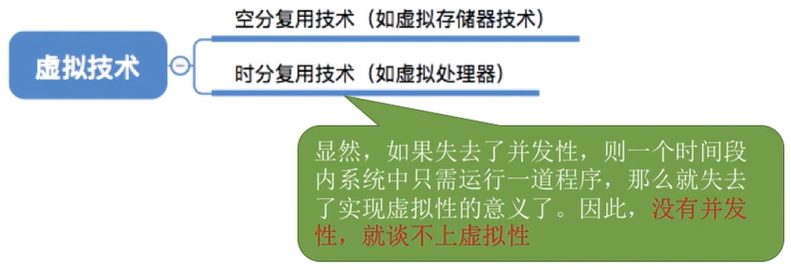 空分复用技术（如虚拟存储器技术）
虚拟技术
时分复用技术（如虚拟处理器）
显然，如果失去了并发性，则一个时间段
内系统中只需运行一道程序，那么就失去
了实现虚拟性的意义了。因此，没有并发
性，就谈不上虚拟性